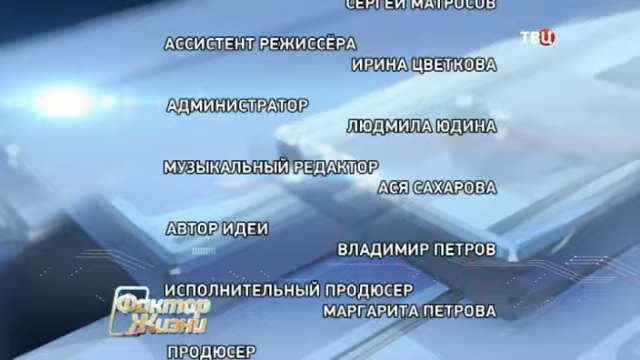 СЕРГЕЙ МАТРОСОВ
ТВЦ
АССИСТЕНТ РЕЖИССЁРА
ИРИНА ЦВЕТКОВА
АДМИНИСТРАТОР
ЛЮДМИЛА ЮДИНА
МУЗЫКАЛЬНЫЙ РЕДАКТОР
АСЯ САХАРОВА
АВТОР ИДЕИ
ВЛАДИМИР ПЕТРОВ
ИСПОЛНИТЕЛЬНЫЙ ПРОДЮСЕР
МАРГАРИТА ПЕТРОВА
Фактор
Жизни
ПРОДЮСЕР